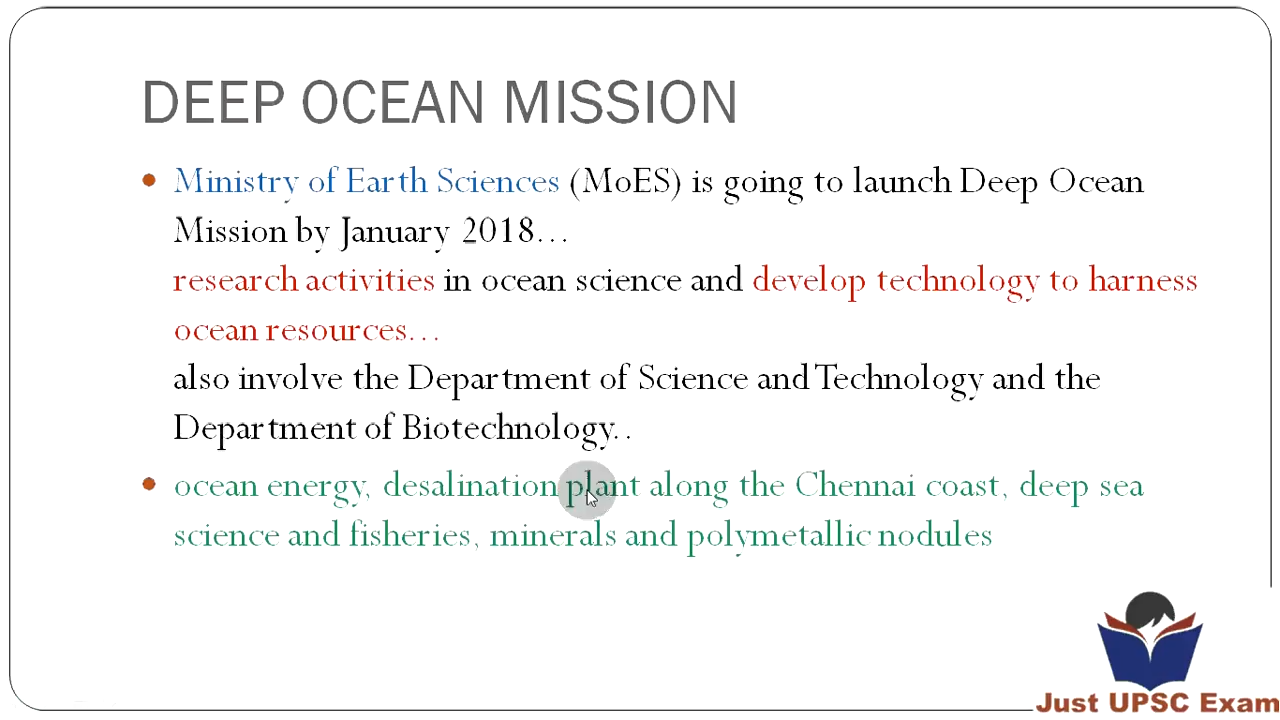 DEEP OCEAN MISSION
• Ministry of Earth Sciences (MoES) is going to launch Deep Ocean
Mission by January 2018...
research activities in ocean science and develop technology to harness
ocean resources...
also involve the Department of Science and Technology and the
Department of Biotechnology..
• ocean energy, desalination plant along the Chennai coast, deep sea
science and fisheries, minerals and polymetallic nodules
Just UPSC Exam